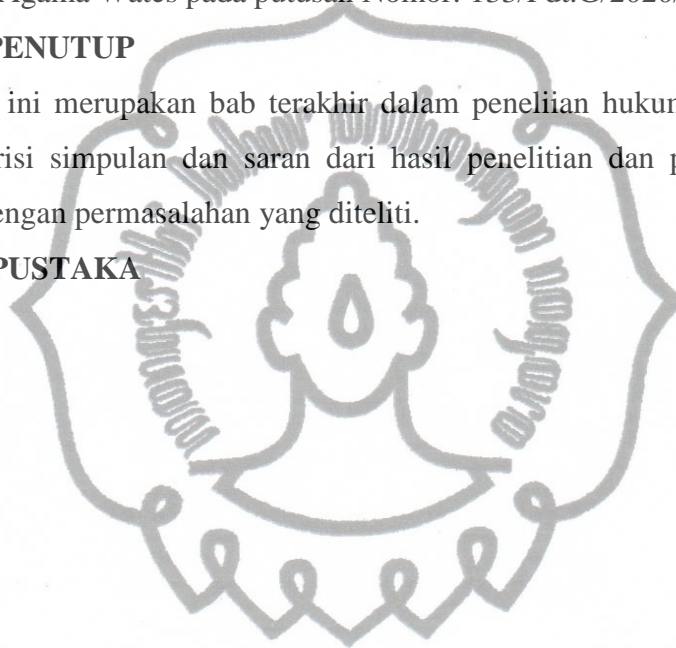 Agama Wates pada putusan Nomor: 155/Pdt.G/2020/
PENUTUP
ini merupakan bab terakhir dalam peneliian hukum
risi simpulan dan saran dari hasil penelitian dan p
engan permasalahan yang diteliti.
PUSTAKA